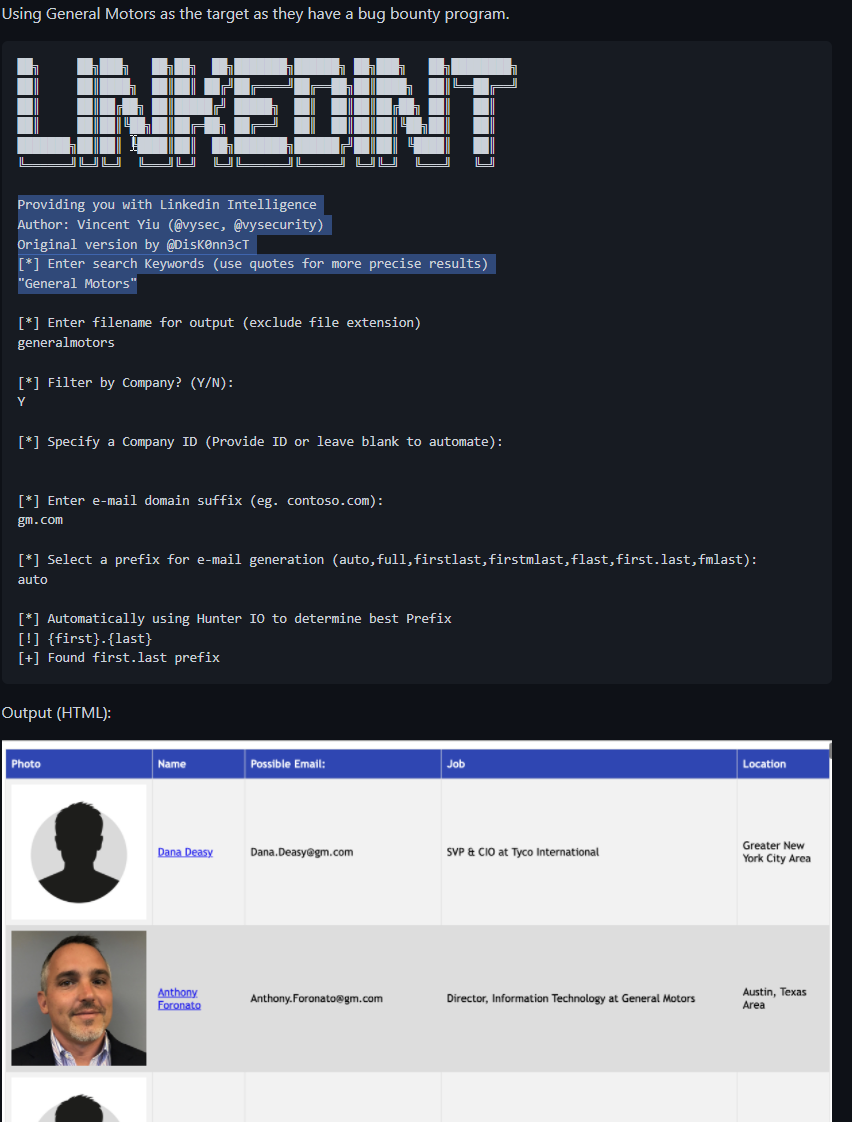 Using General Motors as the target as they have a bug bounty program.
LINKEDINT
Providing you with Linkedin Intelligence
Author: Vincent Yiu (@vysec, @vysecurity)
Original version by @DisK0nn3cT
[*] Enter search Keywords (use quotes for more precise results)
"General Motors"
[*] Enter filename for output (exclude file extension)
generalmotors
[*] Filter by Company? (Y/N):
Y
[*] Specify a Company ID (Provide ID or leave blank to automate):
[*] Enter e-mail domain suffix (eg. contoso.com):
gm.com
[*] Select a prefix for e-mail generation (auto,full,firstlast,firstmlast,flast,first.last,fmlast):
auto
[*] Automatically using Hunter IO to determine best Prefix
[!] {first}.{last}
[+] Found first.last prefix
Output (HTML):
Photo Name Possible Email: Job Location
Dana Deasy Dana.Deasy@gm.com SVP & CIO at Tyco International Greater New
York City Area
Anthony
Foronato Anthony.Foronato@gm.com Director, Information Technology at General Motors Austin, Texas
Area